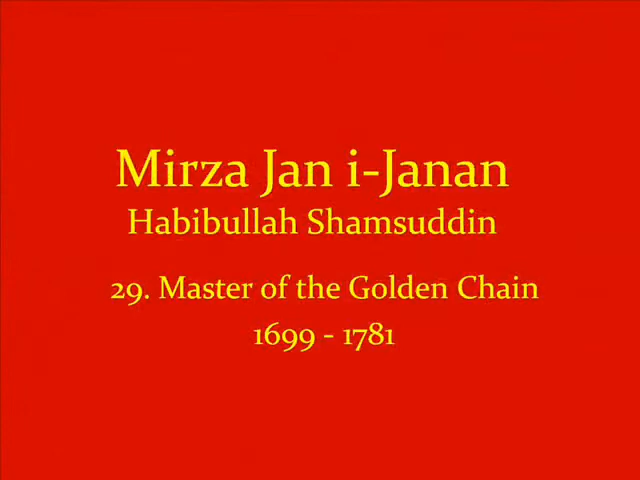 Mirza Jan i-Janan
Habibullah Shamsuddin
29. Master of the Golden Chain
1699 - 1781